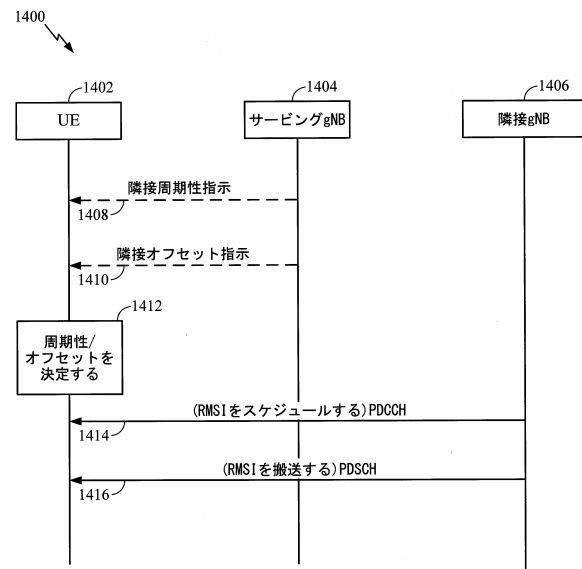 1400
1402
1404
1406
UE
サービングgNB
隣接gNB
隣接周期性指示
1408
隣接オフセット指示
1410
1412
周期性/
オフセットを
決定する
(RMSIをスケジュールする)PDCCH
1414
(RMSIを搬送する)PDSCH
1416